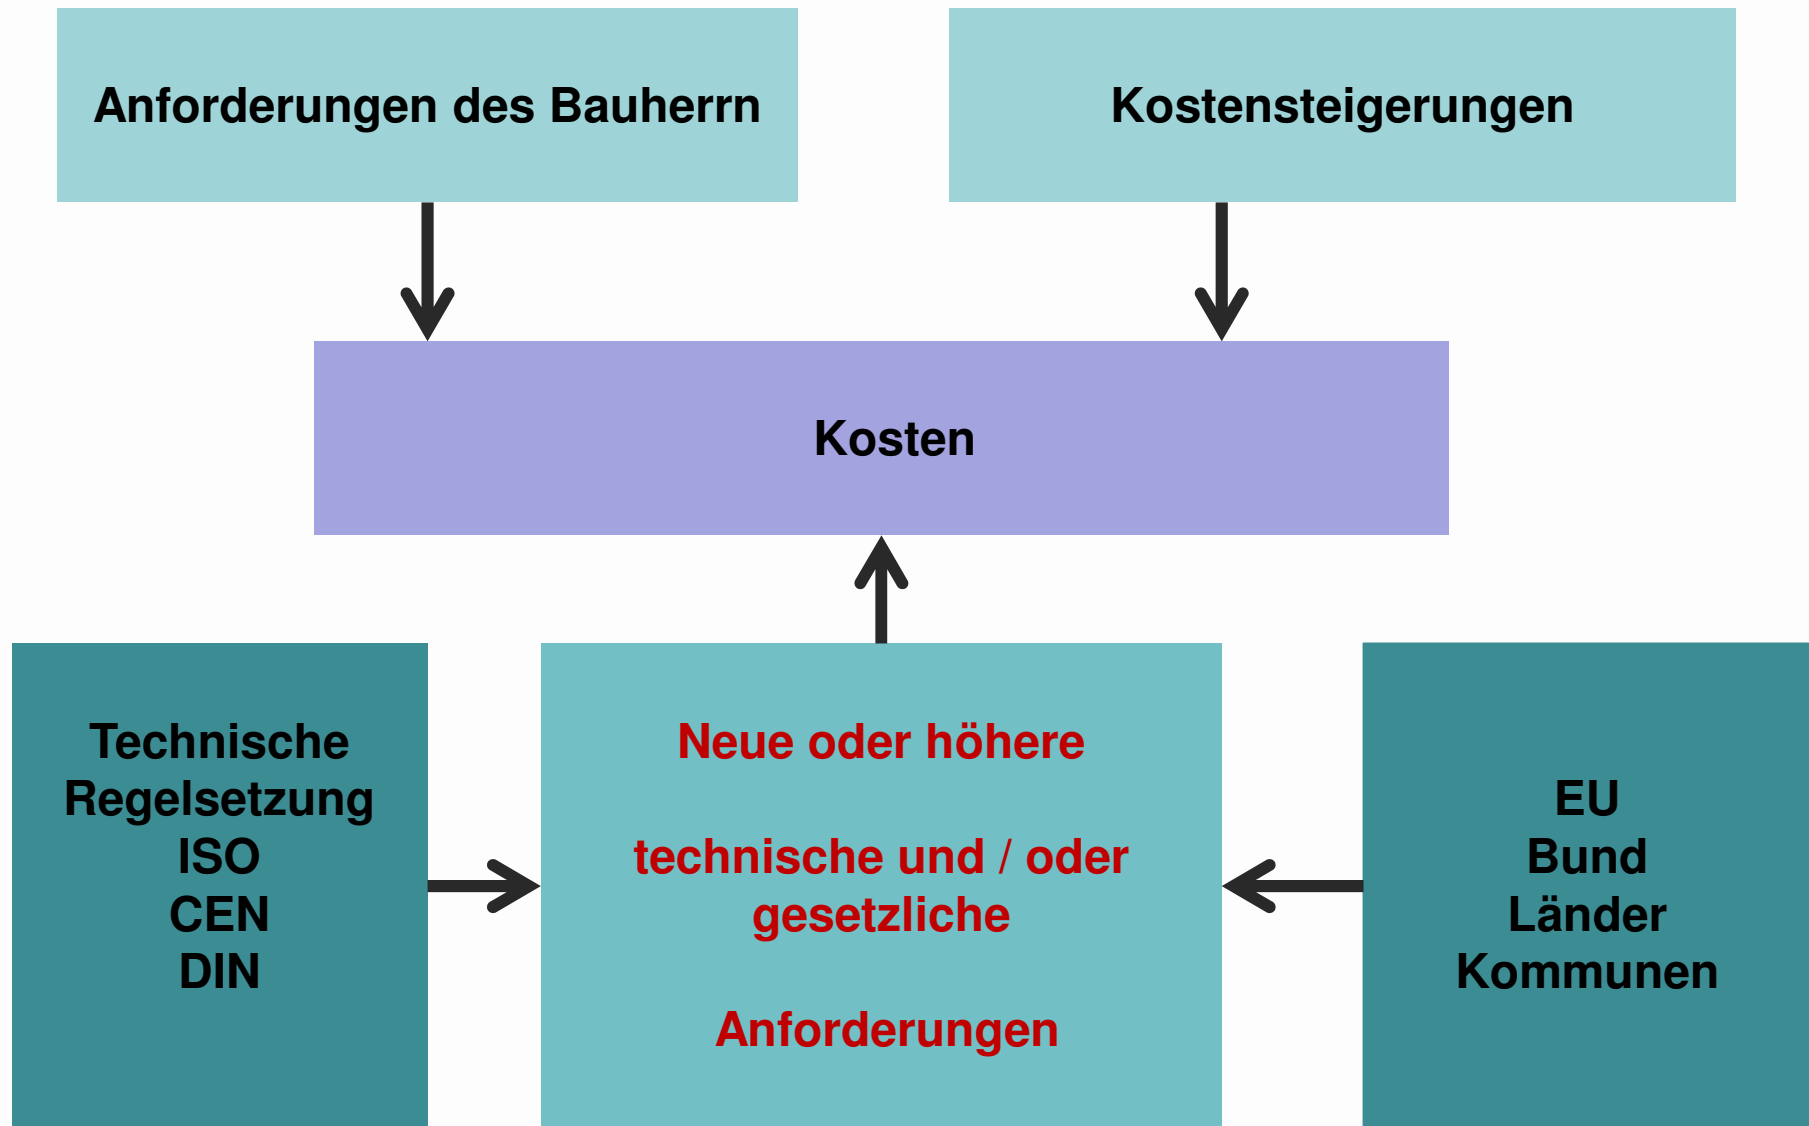 Anforderungen des Bauherrn
Kostensteigerungen
Kosten
Technische
Regelsetzung
ISO
CEN
DIN
Neue oder höhere
technische und / oder
gesetzliche
Anforderungen
EU
Bund
Länder
Kommunen